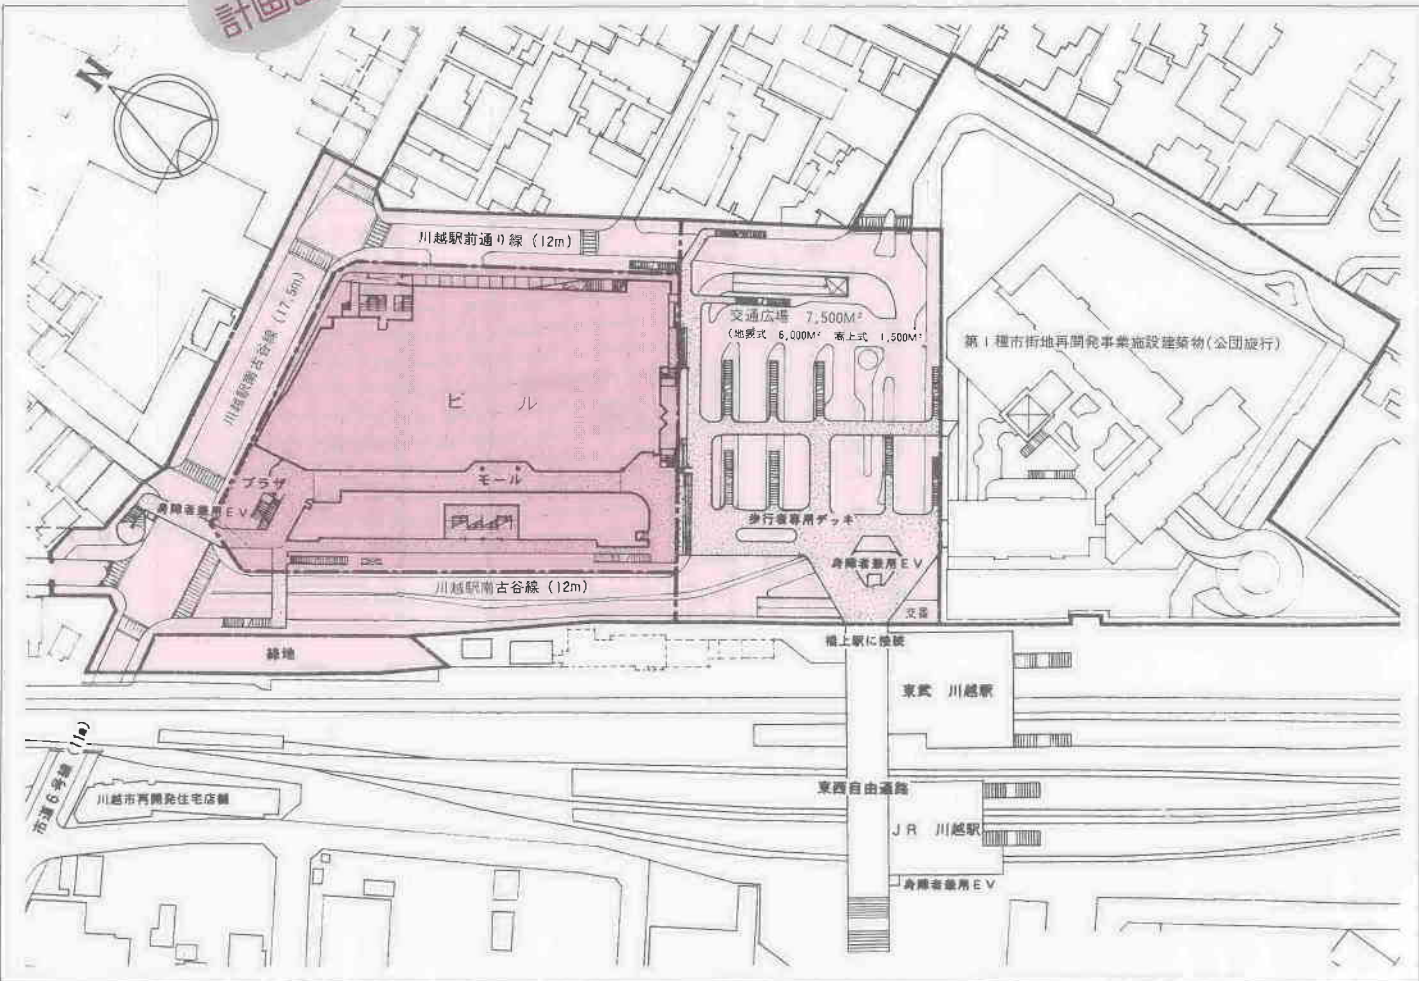 計画
N
川越駅前通り線 (12m)
川越駅南古谷線 (17.5m)
交通広場 7,500M²
(地表式 6,000M² 嵩上式 1,500M²
第1種市街地再開発事業施設建築物(公団施行)
ビル
プラザ
モール
身障者兼用EV
歩行者専用デッキ
身障者兼用EV
川越駅南古谷線 (12m)
交番
緑地
橋上駅に接続
東武 川越駅
市道6号線 (11m)
川越市再開発住宅店舗
東西自由通路
JR 川越駅
身障者兼用EV